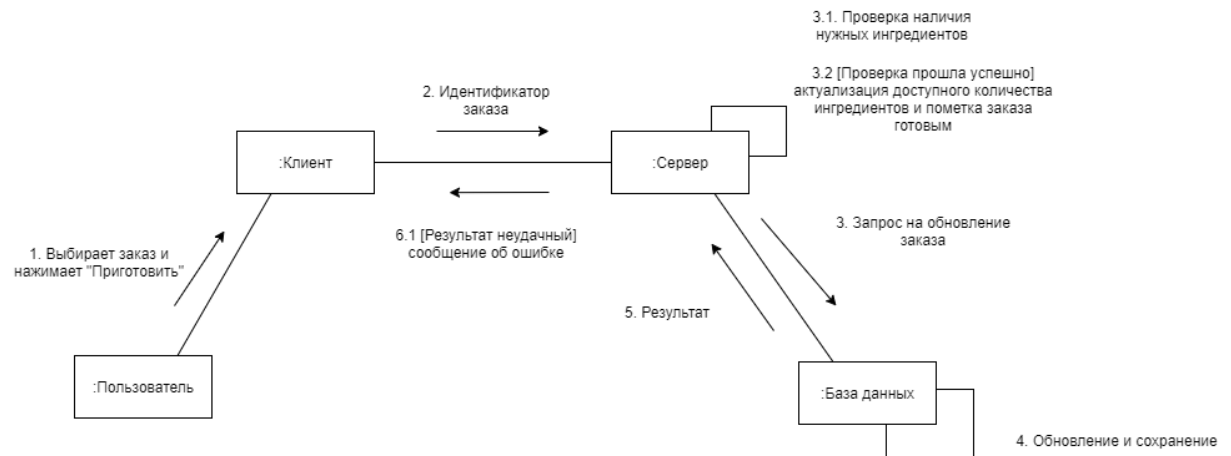 3.1. Проверка наличия
нужных ингредиентов
3.2 [Проверка прошла успешно]
актуализация доступного количества
ингредиентов и пометка заказа
готовым
2. Идентификатор
заказа
:Клиент
:Сервер
6.1 [Результат неудачный]
сообщение об ошибке
3. Запрос на обновление
заказа
1. Выбирает заказ и
нажимает "Приготовить"
5. Результат
:Пользователь
:База данных
4. Обновление и сохранение